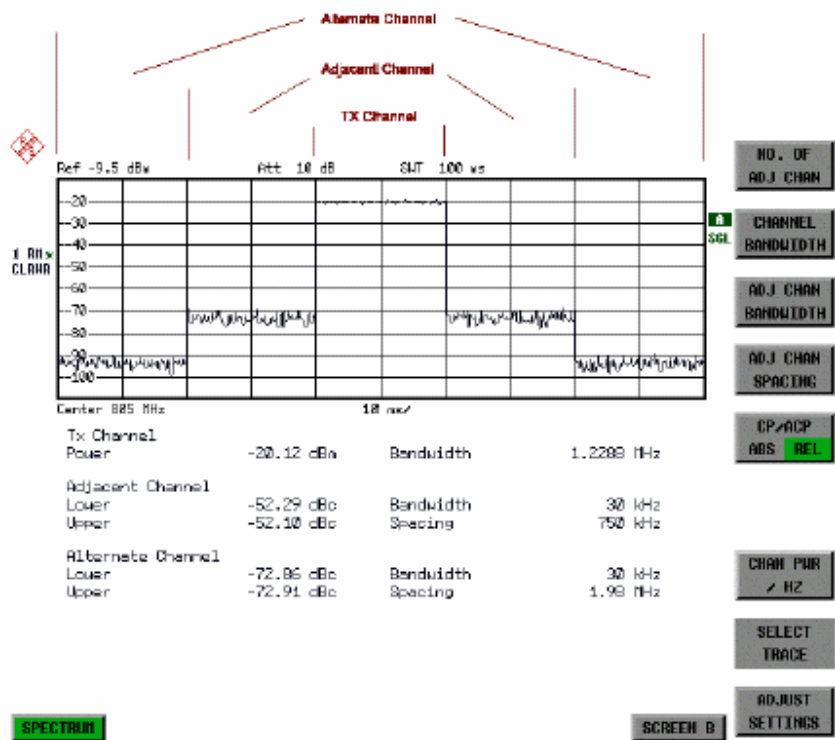 Alternate Channel
Adjacent Channel
TX Channel
Ref -9.5 dBm Att 10 dB SWT 100 ms
-20
-30
-40
-50
-60
-70
-80
-90
-100
1 RM
CLRWR
A
SGL
Center 805 MHz 10 ms/
Tx Channel
Power -20.12 dBm Bandwidth 1.2288 MHz
Adjacent Channel
Lower -52.29 dBc Bandwidth 30 kHz
Upper -52.10 dBc Spacing 750 kHz
Alternate Channel
Lower -72.86 dBc Bandwidth 30 kHz
Upper -72.91 dBc Spacing 1.98 MHz
NO. OF
ADJ CHAN
CHANNEL
BANDWIDTH
ADJ CHAN
BANDWIDTH
ADJ CHAN
SPACING
CP/ACP
ABS REL
CHAN PWR
/ HZ
SELECT
TRACE
ADJUST
SETTINGS
SPECTRUM
SCREEN B